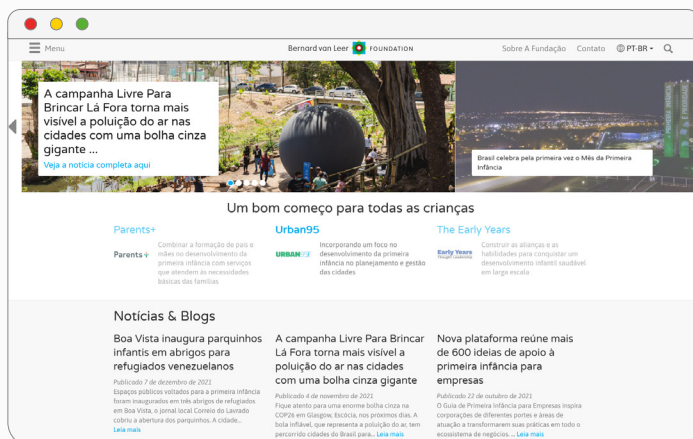 Menu
Bernard van Leer FOUNDATION
Sobre A Fundação Contato PT-BR
A campanha Livre Para
Brincar Lá Fora torna mais
visível a poluição do ar nas
cidades com uma bolha cinza
gigante ...
Veja a notícia completa aqui
Brasil celebra pela primeira vez o Mês da Primeira
Infância
Um bom começo para todas as crianças
Parents+
Parents+
Combinar a formação de pais e
mães no desenvolvimento da
primeira infância com serviços
que atendem às necessidades
básicas das famílias
Urban95
URBAN95
Incorporando um foco no
desenvolvimento da primeira
infância no planejamento e gestão
das cidades
The Early Years
Early Years
Thought Leadership
Construir as alianças e as
habilidades para conquistar um
desenvolvimento infantil saudável
em larga escala
Notícias & Blogs
Boa Vista inaugura parquinhos
infantis em abrigos para
refugiados venezuelanos
Publicado 7 de dezembro de 2021
Espaços públicos voltados para a primeira infância
foram inaugurados em três abrigos de refugiados
em Boa Vista, o jornal local Correio do Lavrado
cobriu a abertura dos parquinhos. A cidade...
Leia mais
A campanha Livre Para Brincar
Lá Fora torna mais visível a
poluição do ar nas cidades
com uma bolha cinza gigante
Publicado 4 de novembro de 2021
Fique atento para uma enorme bolha cinza na
COP26 em Glasgow, Escócia, nos próximos dias. A
bola inflável, que representa a poluição do ar, tem
percorrido cidades do Brasil para... Leia mais
Nova plataforma reúne mais
de 600 ideias de apoio à
primeira infância para
empresas
Publicado 22 de outubro de 2021
O Guia de Primeira Infância para Empresas inspira
corporações de diferentes portes e áreas de
atuação a transformarem suas práticas em todo o
ecossistema de negócios. ... Leia mais